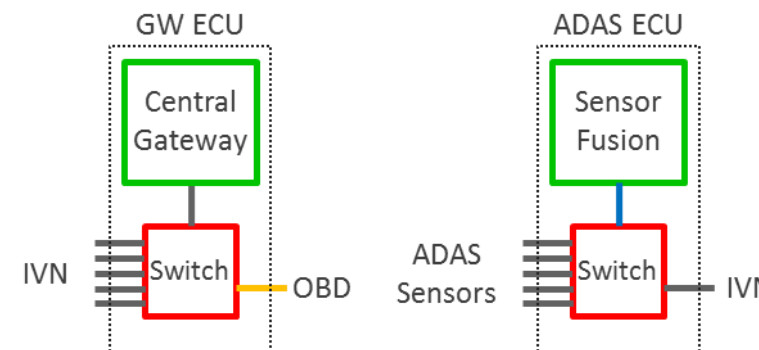 GW ECU
Central
Gateway
IVN
Switch
OBD
ADAS ECU
Sensor
Fusion
ADAS
Sensors
Switch
IVN